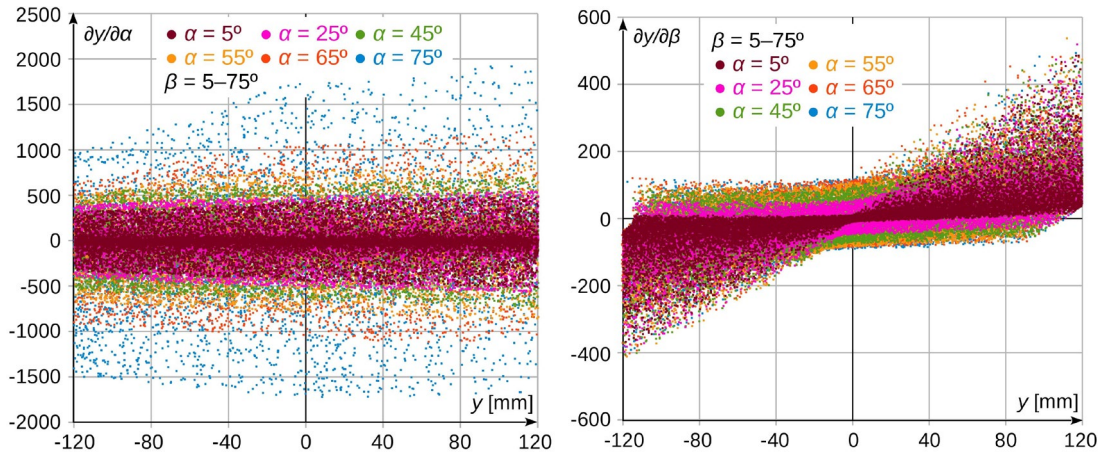 2500
2000
1500
1000
500
0
-500
-1000
-1500
-2000
∂y/∂α
α = 5º α = 25º α = 45º
α = 55º α = 65º α = 75º
β = 5–75º
y [mm]
-120 -80 -40 0 40 80 120
600
400
200
0
-200
-400
-600
∂y/∂β
β = 5–75º
α = 5º α = 55º
α = 25º α = 65º
α = 45º α = 75º
y [mm]
-120 -80 -40 0 40 80 120